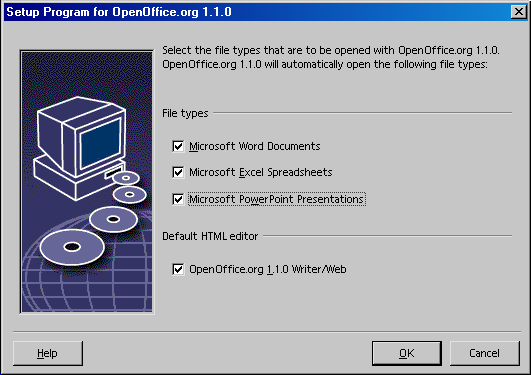 Setup Program for OpenOffice.org 1.1.0
Select the file types that are to be opened with OpenOffice.org 1.1.0.
OpenOffice.org 1.1.0 will automatically open the following file types:
File types
Microsoft Word Documents
Microsoft Excel Spreadsheets
Microsoft PowerPoint Presentations
Default HTML editor
OpenOffice.org 1.1.0 Writer/Web
Help
OK
Cancel